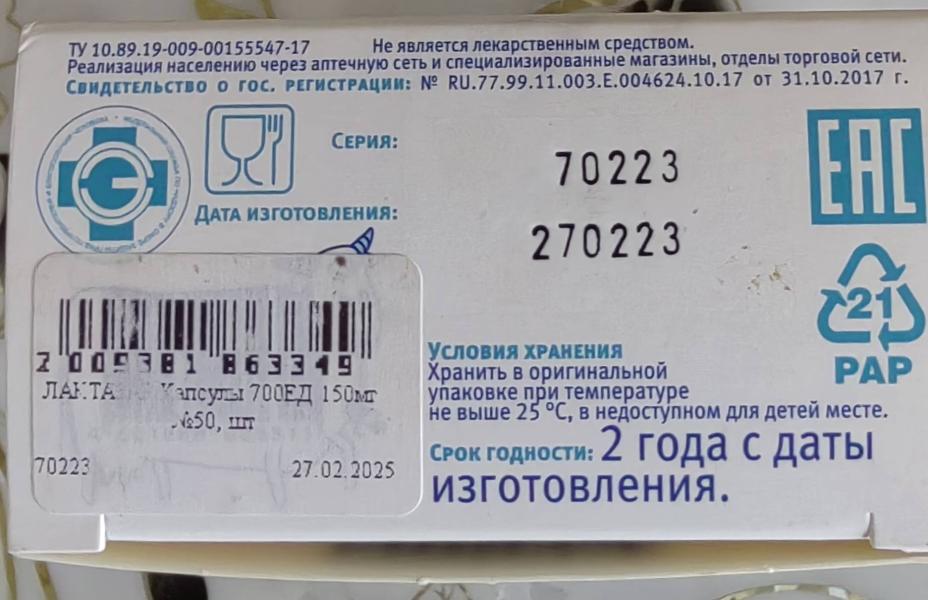 ТУ 10.89.19-009-00155547-17 Не является лекарственным средством.
Реализация населению через аптечную сеть и специализированные магазины, отделы торговой сети.
Свидетельство о гос. регистрации: № RU.77.99.11.003.Е.004624.10.17 от 31.10.2017 г.
Серия: 70223
Дата изготовления: 270223
EAC
21
PAP
2 009381 863349
Капсулы 700ЕД 150мг
№50, шт
70223 27.02.2025
Условия хранения
Хранить в оригинальной
упаковке при температуре
не выше 25 °С, в недоступном для детей месте.
Срок годности: 2 года с даты
изготовления.